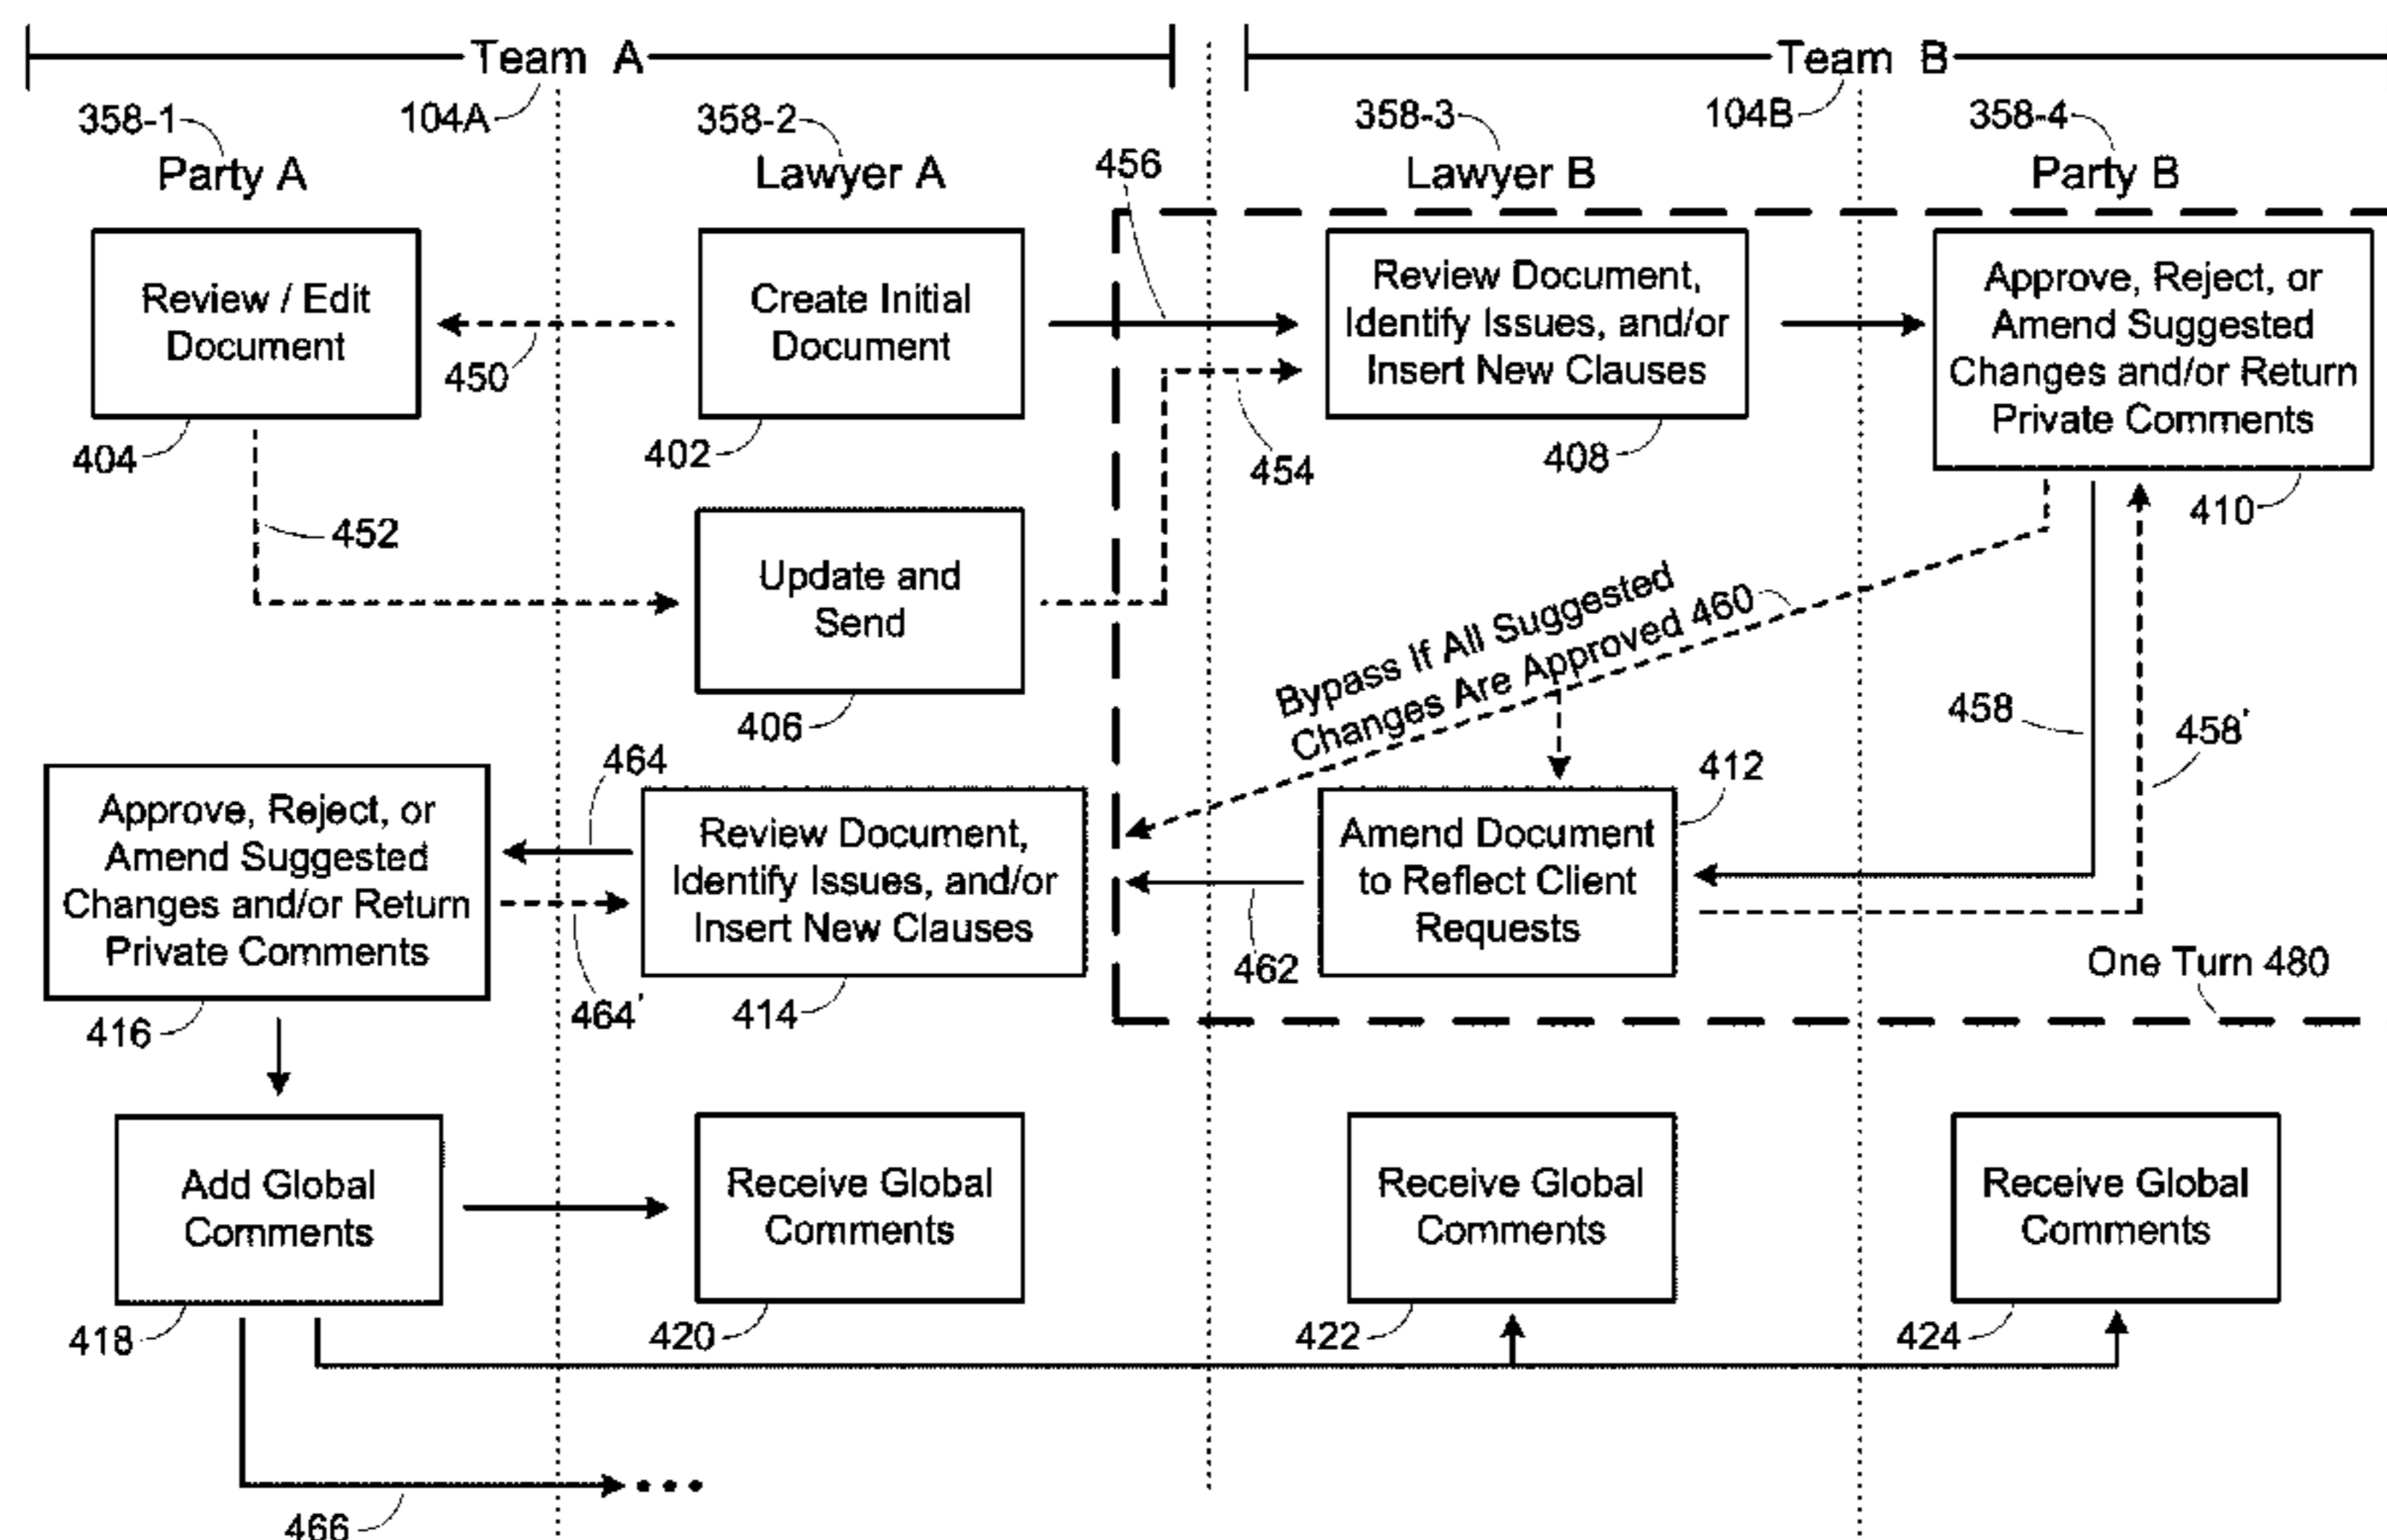 Team A
Team B
358-1
104A
358-2
358-3
104B
358-4
Party A
Lawyer A
456
Lawyer B
Party B
Review / Edit
Document
450
404
Create Initial
Document
402
Review Document,
Identify Issues, and/or
Insert New Clauses
454
408
Approve, Reject, or
Amend Suggested
Changes and/or Return
Private Comments
410
452
Update and
Send
406
Bypass If All Suggested
Changes Are Approved 460
458
458'
464
412
Approve, Reject, or
Amend Suggested
Changes and/or Return
Private Comments
416
464'
Review Document,
Identify Issues, and/or
Insert New Clauses
414
Amend Document
to Reflect Client
Requests
462
One Turn 480
Add Global
Comments
418
Receive Global
Comments
420
Receive Global
Comments
422
Receive Global
Comments
424
466